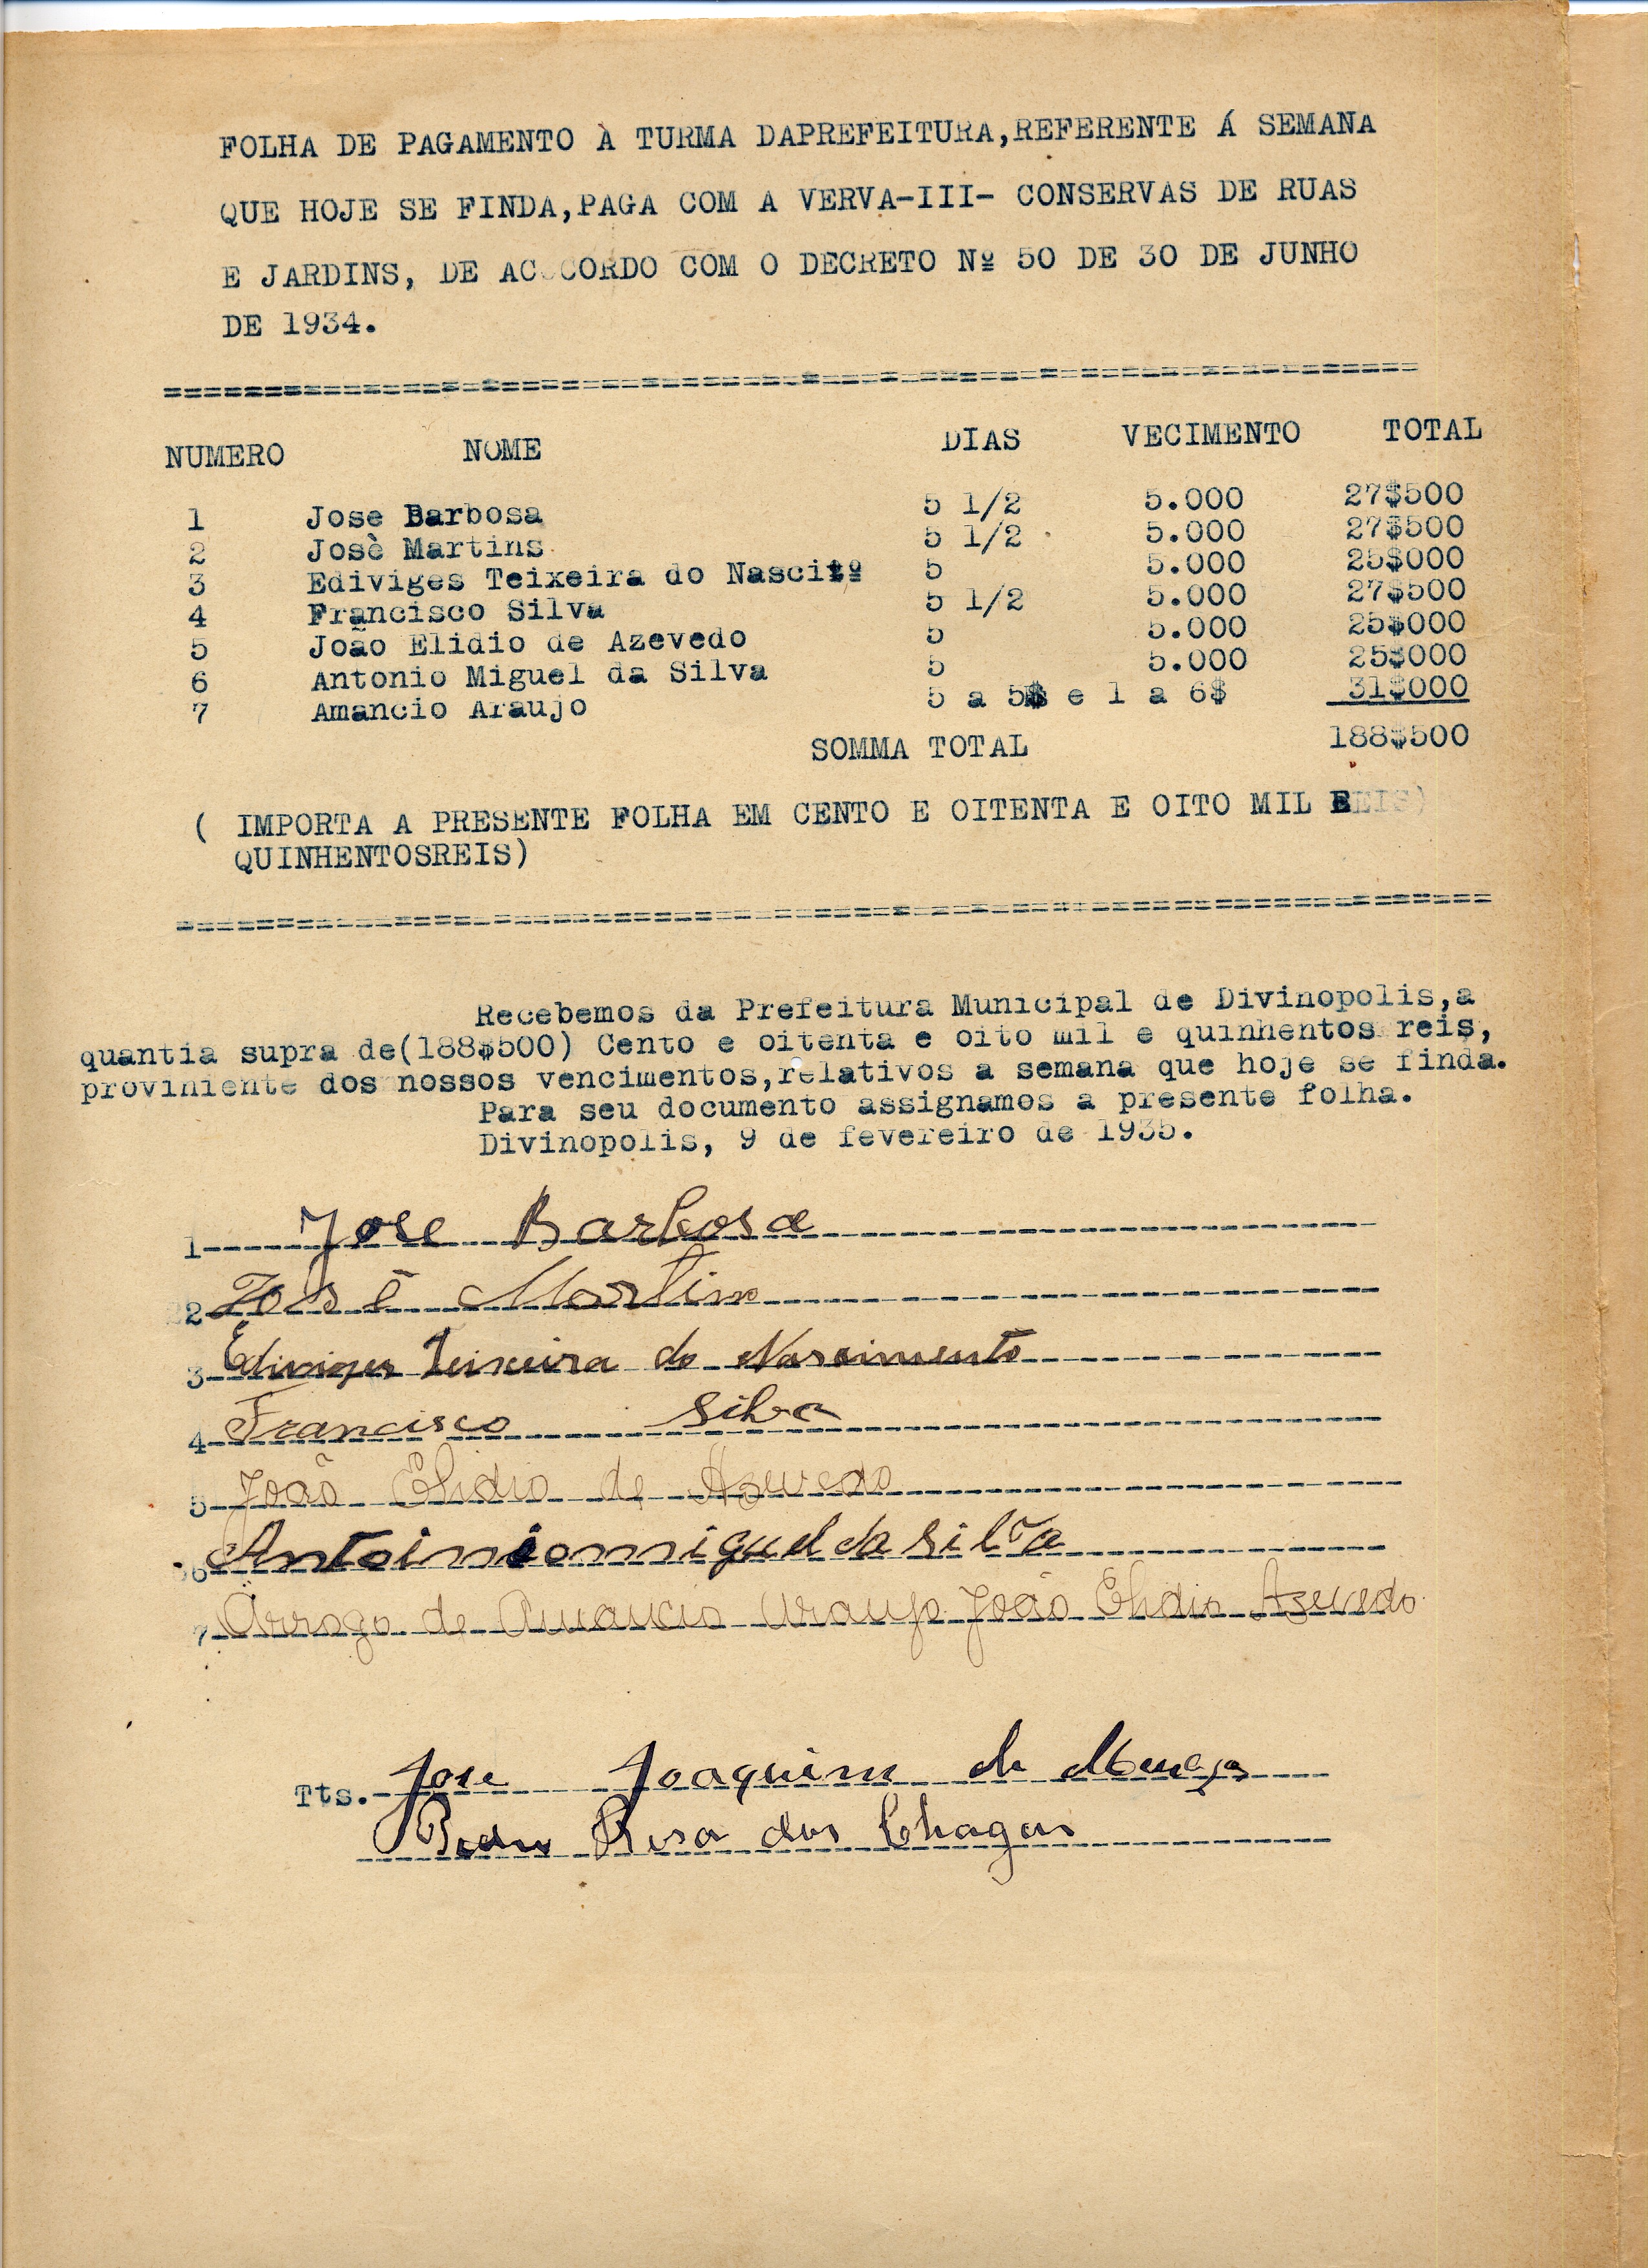 FOLHA DE PAGAMENTO À TURMA DAPREFEITURA,REFERENTE Á SEMANA
QUE HOJE SE FINDA,PAGA COM A VERVA-III- CONSERVAS DE RUAS
E JARDINS, DE ACCCORDO COM O DECRETO Nº 50 DE 30 DE JUNHO
DE 1934.
NUMERO NOME DIAS VECIMENTO TOTAL
1 Jose Barbosa 5 1/2 5.000 27$500
2 Josè Martins 5 1/2 5.000 27$500
3 Ediviges Teixeira do Nascitº 5 5.000 25$000
4 Francisco Silva 5 1/2 5.000 27$500
5 João Elidio de Azevedo 5 5.000 25$000
6 Antonio Miguel da Silva 5 5.000 25$000
7 Amancio Araujo 5 a 5$ e 1 a 6$ 31$000
SOMMA TOTAL 188$500
( IMPORTA A PRESENTE FOLHA EM CENTO E OITENTA E OITO MIL EEIS)
QUINHENTOSREIS)
Recebemos da Prefeitura Municipal de Divinopolis,a
quantia supra de(188$500) Cento e oitenta e oito mil e quinhentos reis,
proviniente dos nossos vencimentos,relativos a semana que hoje se finda.
Para seu documento assignamos a presente folha.
Divinopolis, 9 de fevereiro de 1935.
1 Jose Barbosa
2 José Martins
3 Ediviges Teixeira do Nascimento
4 Francisco Silva
5 João Elidio de Azevedo
6 Antoinio miguel da silva
7 Arrogo de Amancio Araujo João Elidio Azevedo
Tts. Jose Joaquim de
Pedro Rosa das Chagas